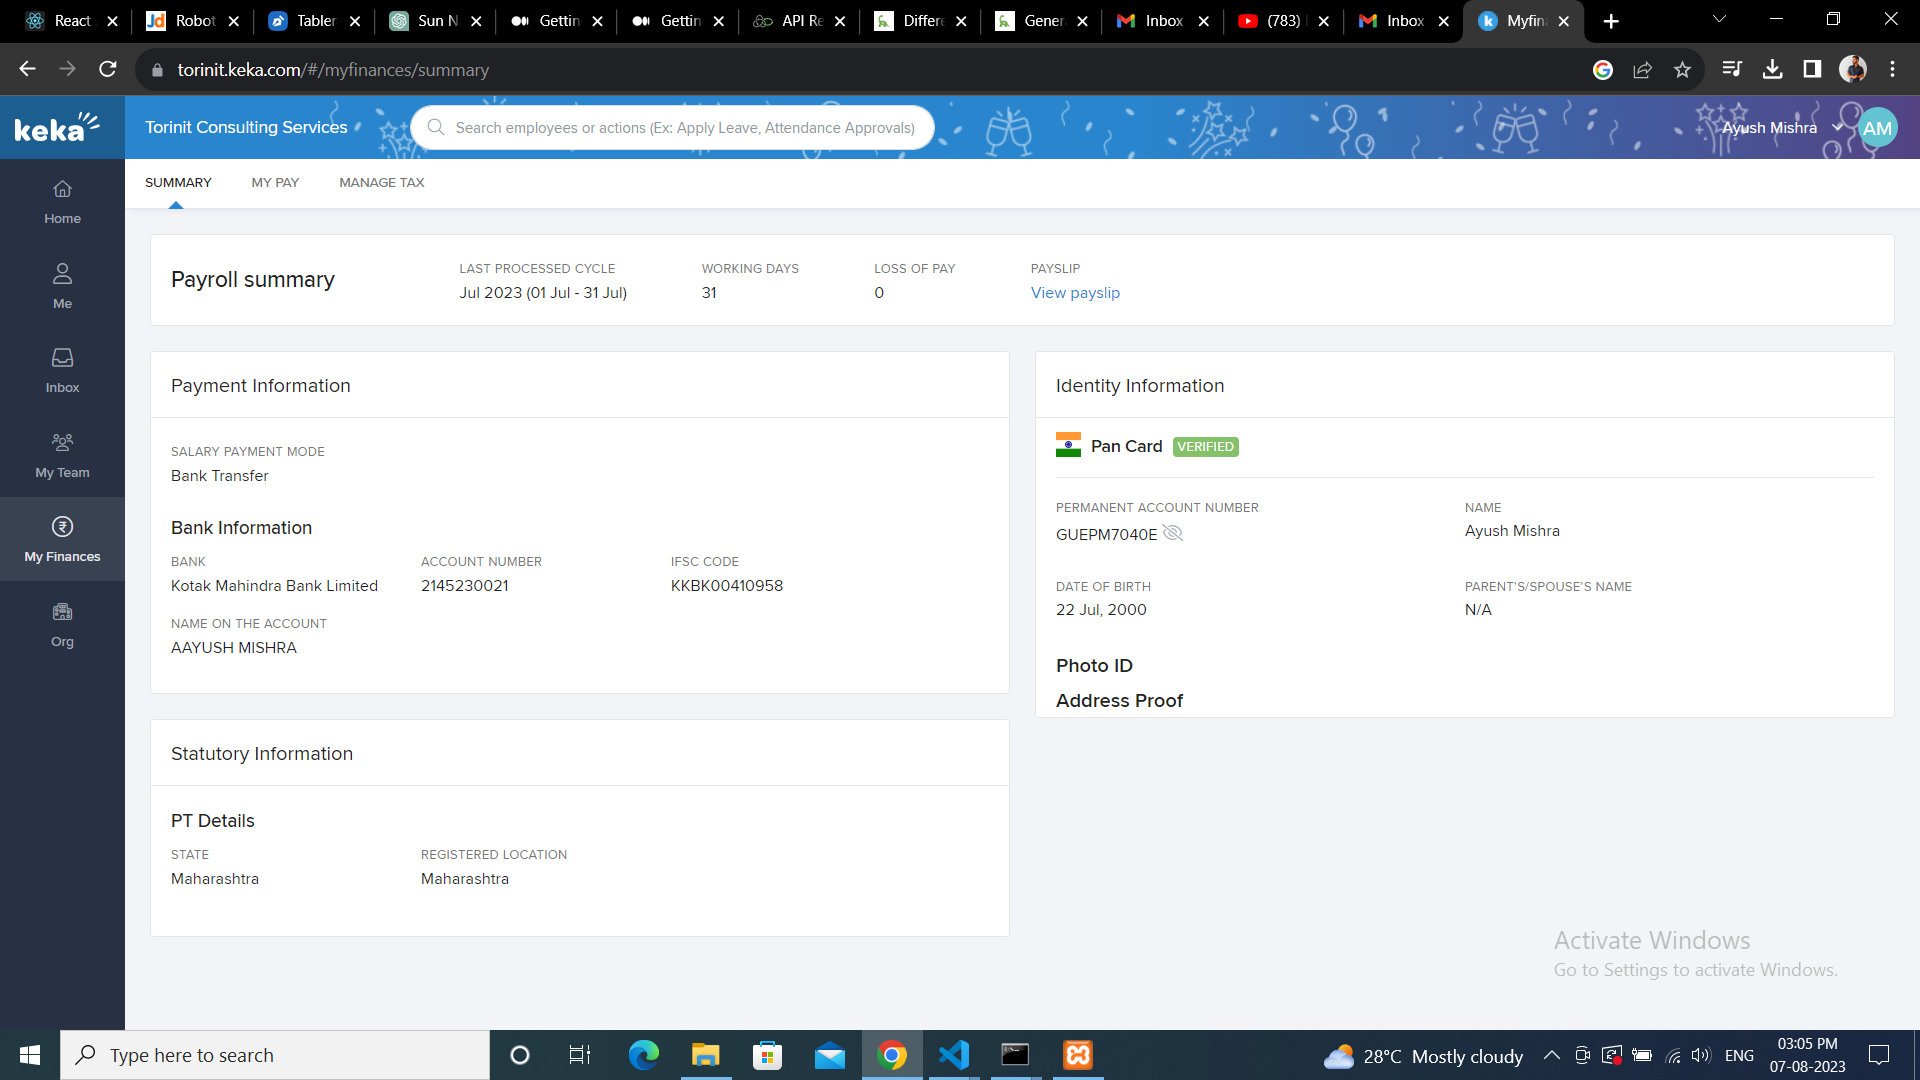 React
Robot
Tabler
Sun N
Gettin
Gettin
API Re
Differe
Genera
Inbox
(783)
Inbox
Myfina
torinit.keka.com/#/myfinances/summary
keka
Torinit Consulting Services
Search employees or actions (Ex: Apply Leave, Attendance Approvals)
Ayush Mishra
AM
SUMMARY
MY PAY
MANAGE TAX
Home
Me
Inbox
My Team
My Finances
Org
Payroll summary
LAST PROCESSED CYCLE
Jul 2023 (01 Jul - 31 Jul)
WORKING DAYS
31
LOSS OF PAY
0
PAYSLIP
View payslip
Payment Information
SALARY PAYMENT MODE
Bank Transfer
Bank Information
BANK
Kotak Mahindra Bank Limited
ACCOUNT NUMBER
2145230021
IFSC CODE
KKBK00410958
NAME ON THE ACCOUNT
AAYUSH MISHRA
Identity Information
Pan Card VERIFIED
PERMANENT ACCOUNT NUMBER
GUEPM7040E
NAME
Ayush Mishra
DATE OF BIRTH
22 Jul, 2000
PARENT'S/SPOUSE'S NAME
N/A
Photo ID
Address Proof
Statutory Information
PT Details
STATE
Maharashtra
REGISTERED LOCATION
Maharashtra
Activate Windows
Go to Settings to activate Windows.
Type here to search
28°C Mostly cloudy
ENG
03:05 PM
07-08-2023